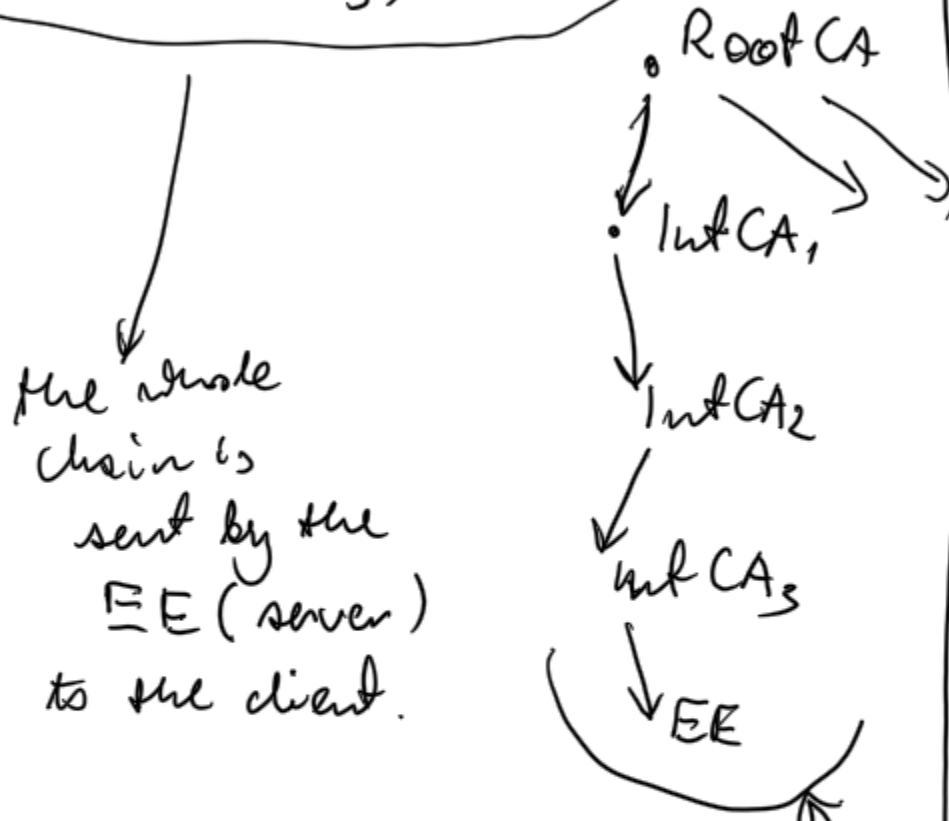 Root CA
Int CA1
Int CA2
int CA3
EE
the whole
chain is
sent by the
EE (server)
to the client.